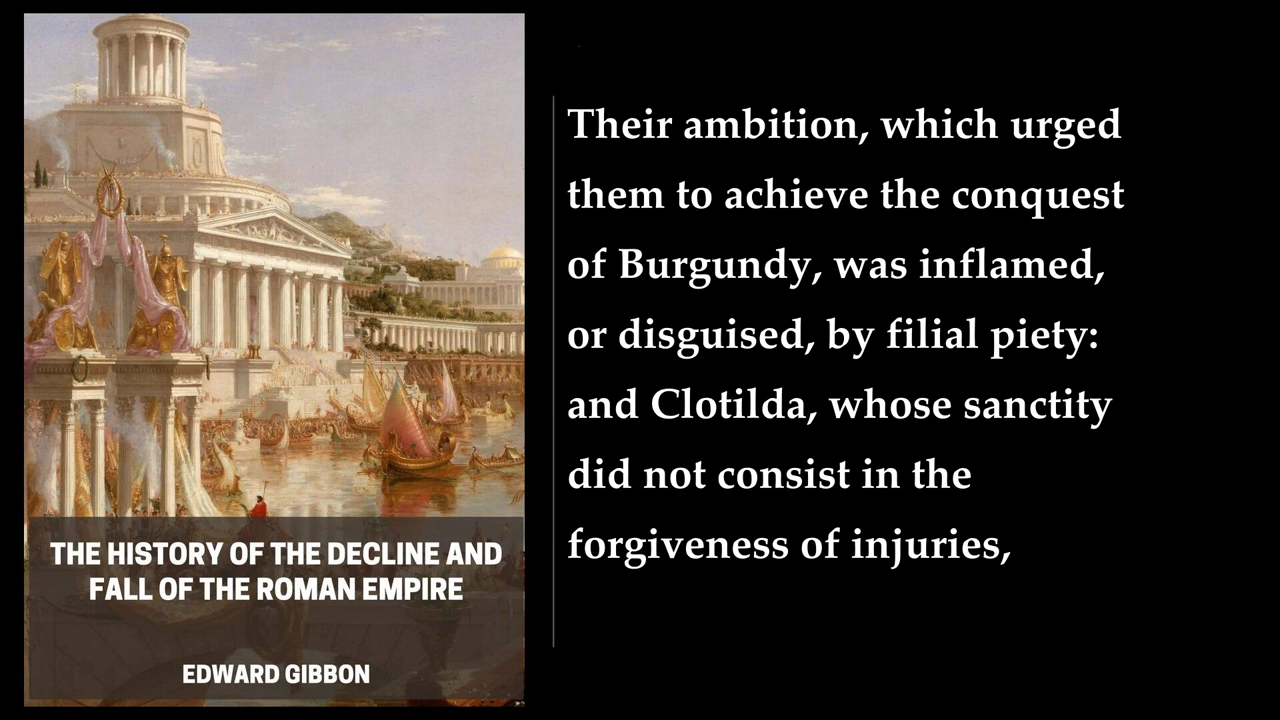 THE HISTORY OF THE DECLINE AND
FALL OF THE ROMAN EMPIRE
EDWARD GIBBON
Their ambition, which urged
them to achieve the conquest
of Burgundy, was inflamed,
or disguised, by filial piety:
and Clotilda, whose sanctity
did not consist in the
forgiveness of injuries,